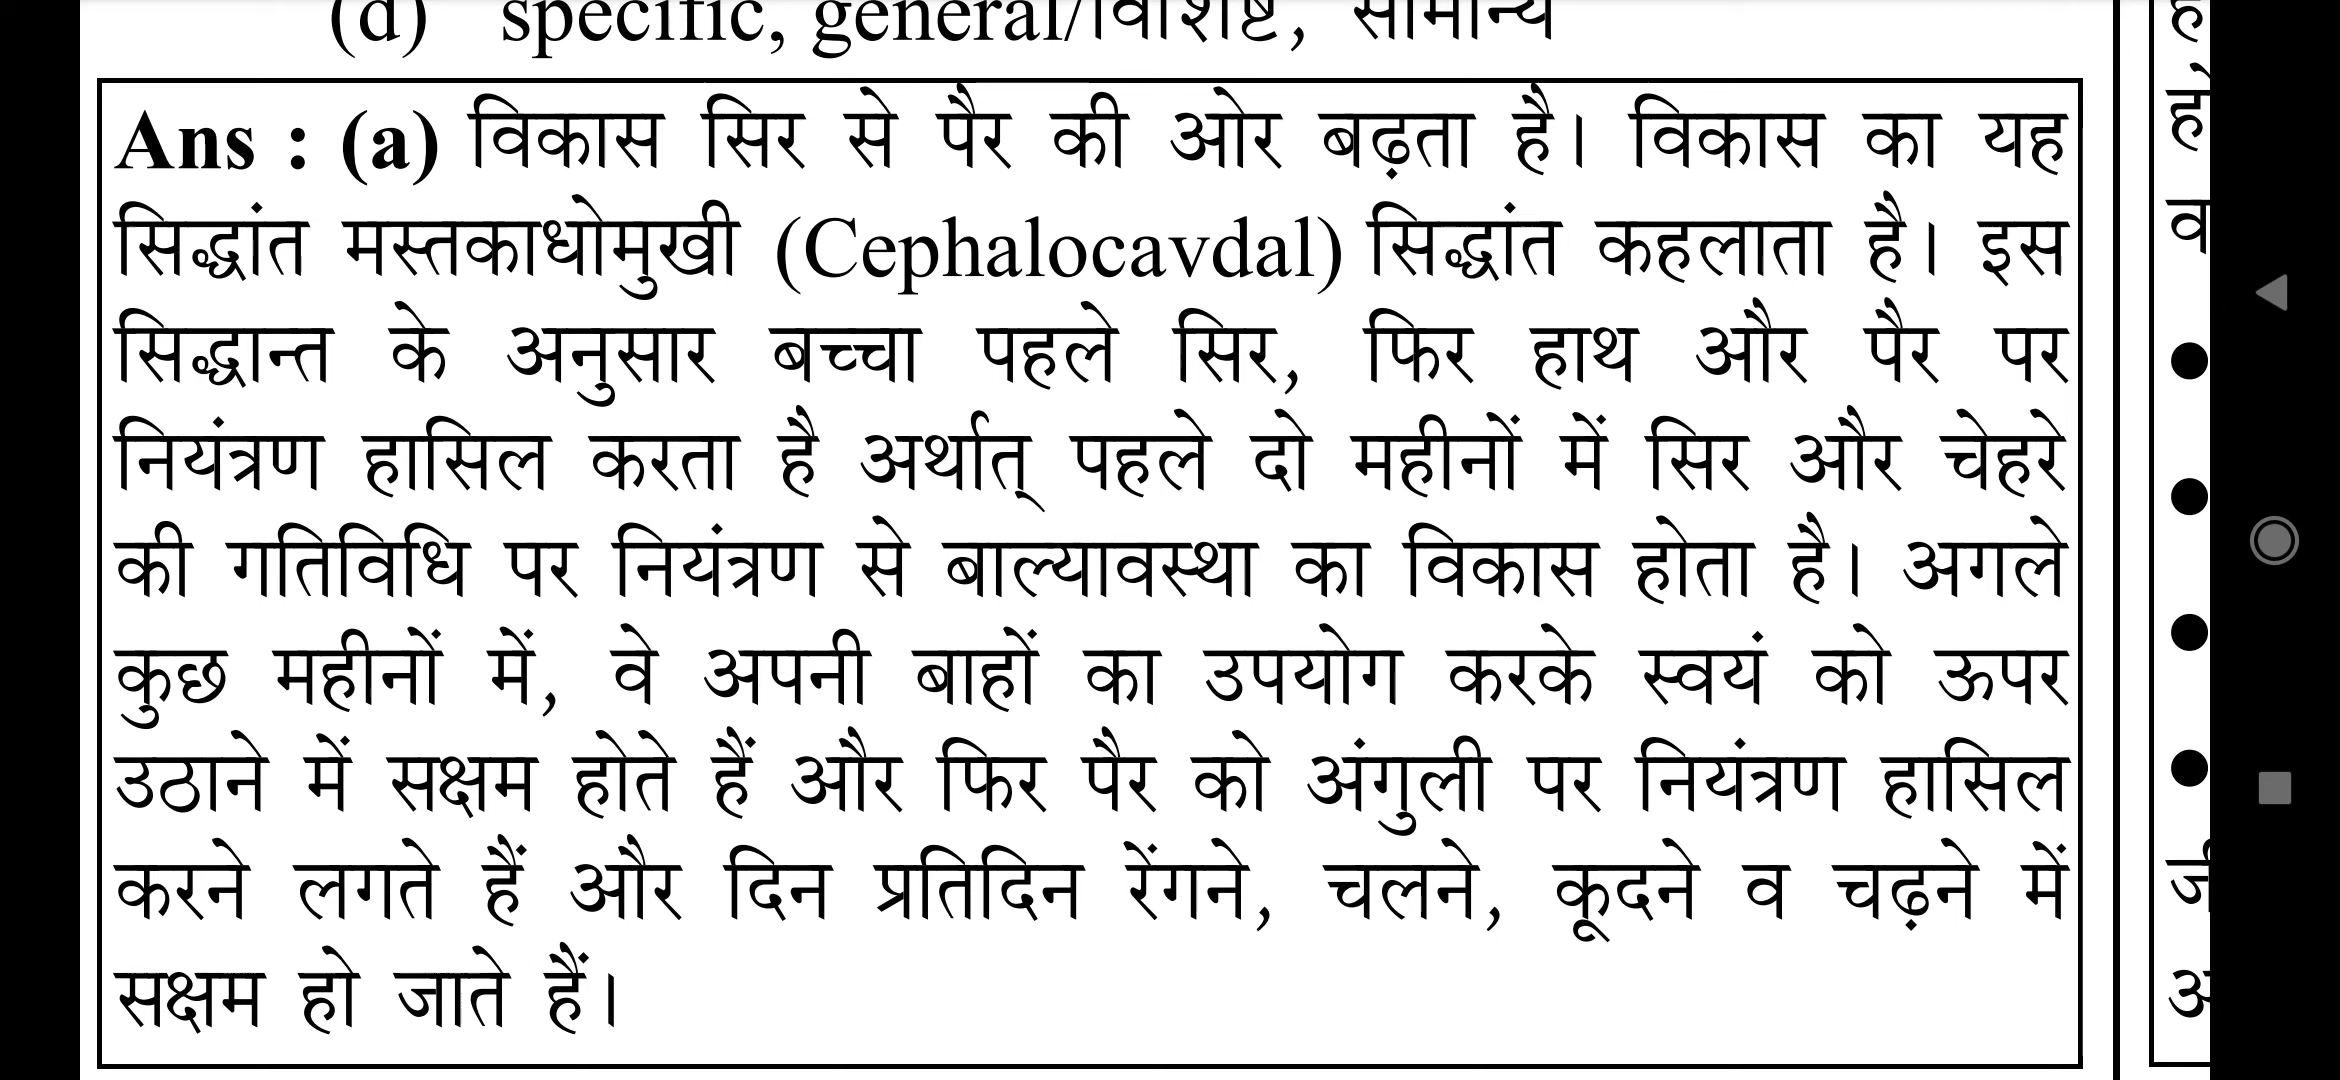 (d) specific, general/विशिष्ट, सामान्य
Ans : (a) विकास सिर से पैर की ओर बढ़ता है। विकास का यह
सिद्धांत मस्तकाधोमुखी (Cephalocavdal) सिद्धांत कहलाता है। इस
सिद्धान्त के अनुसार बच्चा पहले सिर, फिर हाथ और पैर पर
नियंत्रण हासिल करता है अर्थात् पहले दो महीनों में सिर और चेहरे
की गतिविधि पर नियंत्रण से बाल्यावस्था का विकास होता है। अगले
कुछ महीनों में, वे अपनी बाहों का उपयोग करके स्वयं को ऊपर
उठाने में सक्षम होते हैं और फिर पैर को अंगुली पर नियंत्रण हासिल
करने लगते हैं और दिन प्रतिदिन रेंगने, चलने, कूदने व चढ़ने में
सक्षम हो जाते हैं।